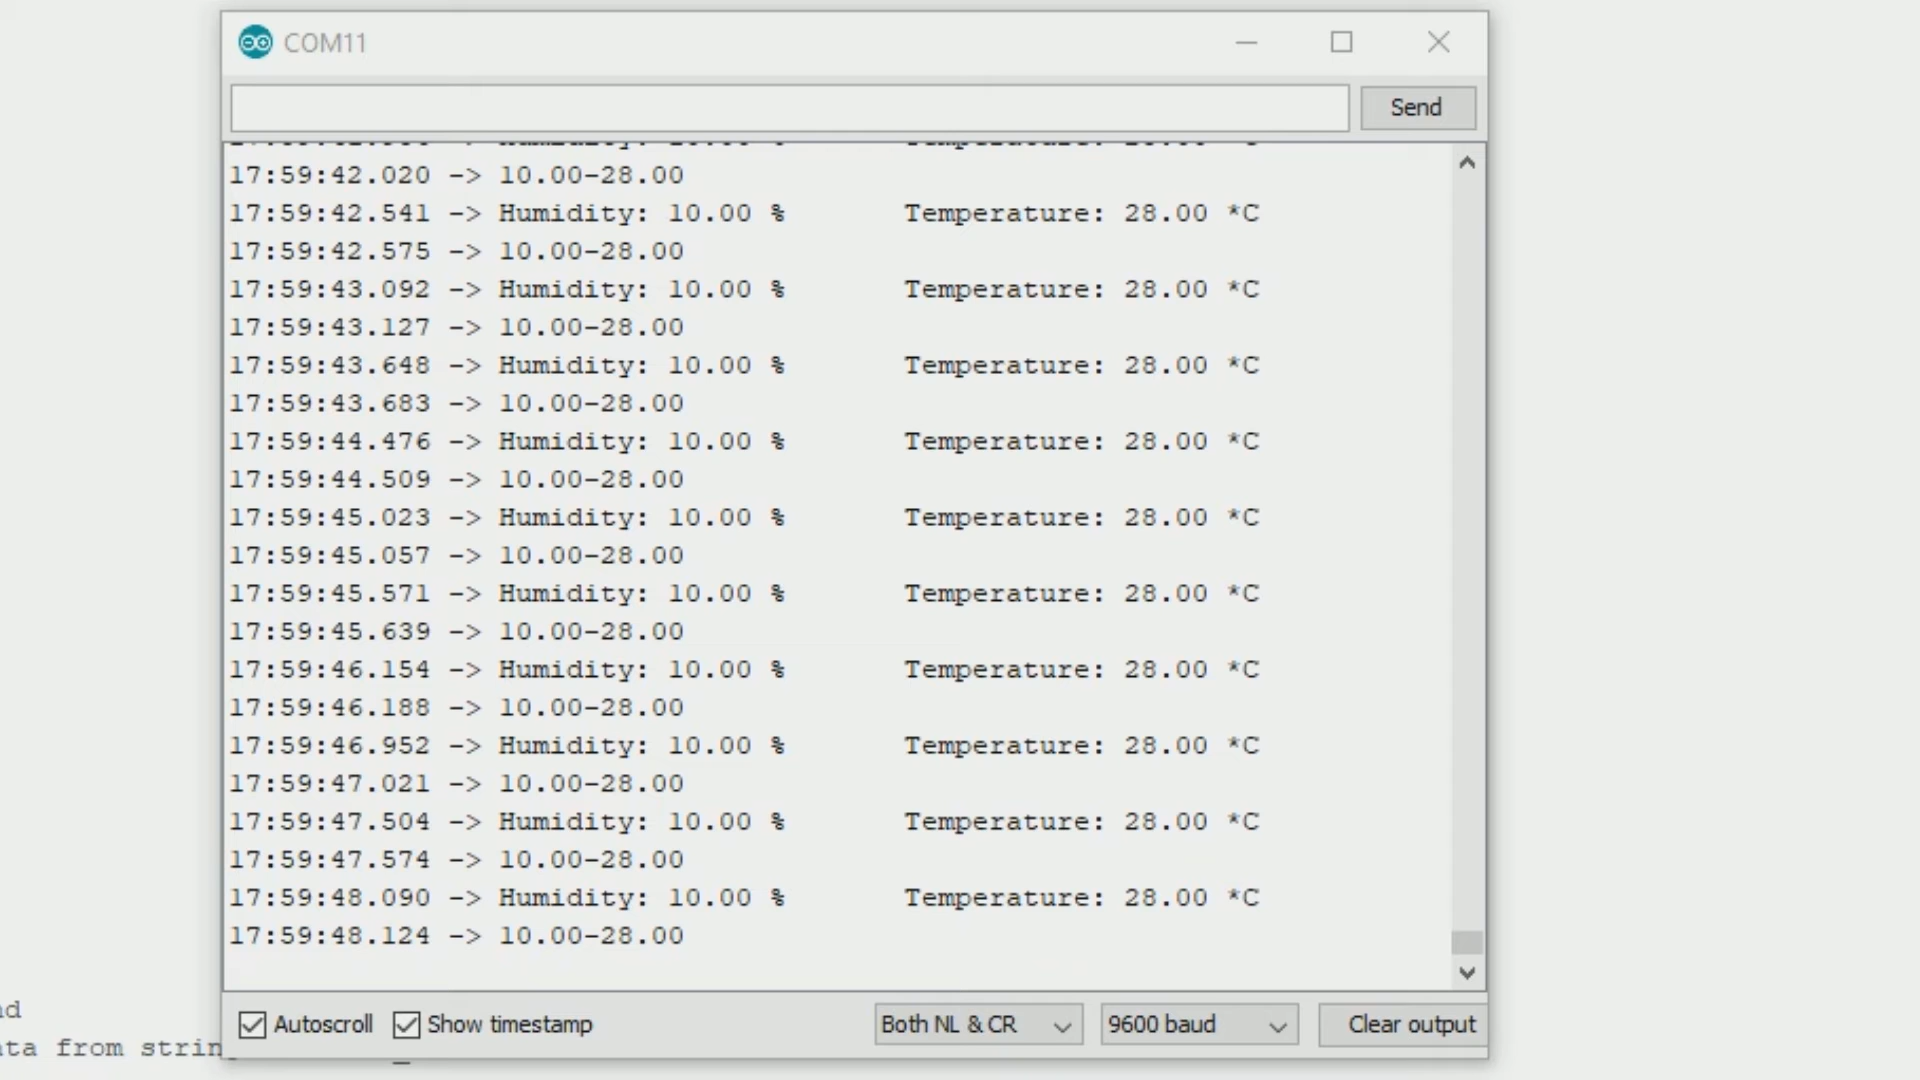 COM11
Send
17:59:42.020 -> 10.00-28.00
17:59:42.541 -> Humidity: 10.00 % Temperature: 28.00 *C
17:59:42.575 -> 10.00-28.00
17:59:43.092 -> Humidity: 10.00 % Temperature: 28.00 *C
17:59:43.127 -> 10.00-28.00
17:59:43.648 -> Humidity: 10.00 % Temperature: 28.00 *C
17:59:43.683 -> 10.00-28.00
17:59:44.476 -> Humidity: 10.00 % Temperature: 28.00 *C
17:59:44.509 -> 10.00-28.00
17:59:45.023 -> Humidity: 10.00 % Temperature: 28.00 *C
17:59:45.057 -> 10.00-28.00
17:59:45.571 -> Humidity: 10.00 % Temperature: 28.00 *C
17:59:45.639 -> 10.00-28.00
17:59:46.154 -> Humidity: 10.00 % Temperature: 28.00 *C
17:59:46.188 -> 10.00-28.00
17:59:46.952 -> Humidity: 10.00 % Temperature: 28.00 *C
17:59:47.021 -> 10.00-28.00
17:59:47.504 -> Humidity: 10.00 % Temperature: 28.00 *C
17:59:47.574 -> 10.00-28.00
17:59:48.090 -> Humidity: 10.00 % Temperature: 28.00 *C
17:59:48.124 -> 10.00-28.00
Autoscroll Show timestamp Both NL & CR 9600 baud Clear output
from